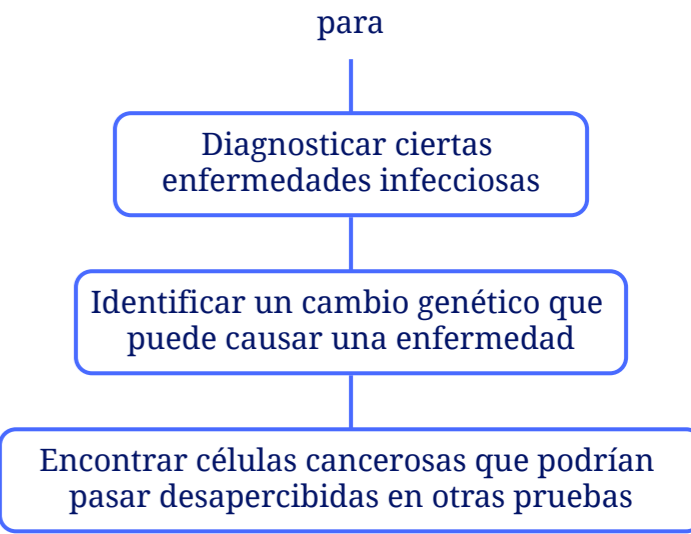 para
Diagnosticar ciertas
enfermedades infecciosas
Identificar un cambio genético que
puede causar una enfermedad
Encontrar células cancerosas que podrían
pasar desapercibidas en otras pruebas